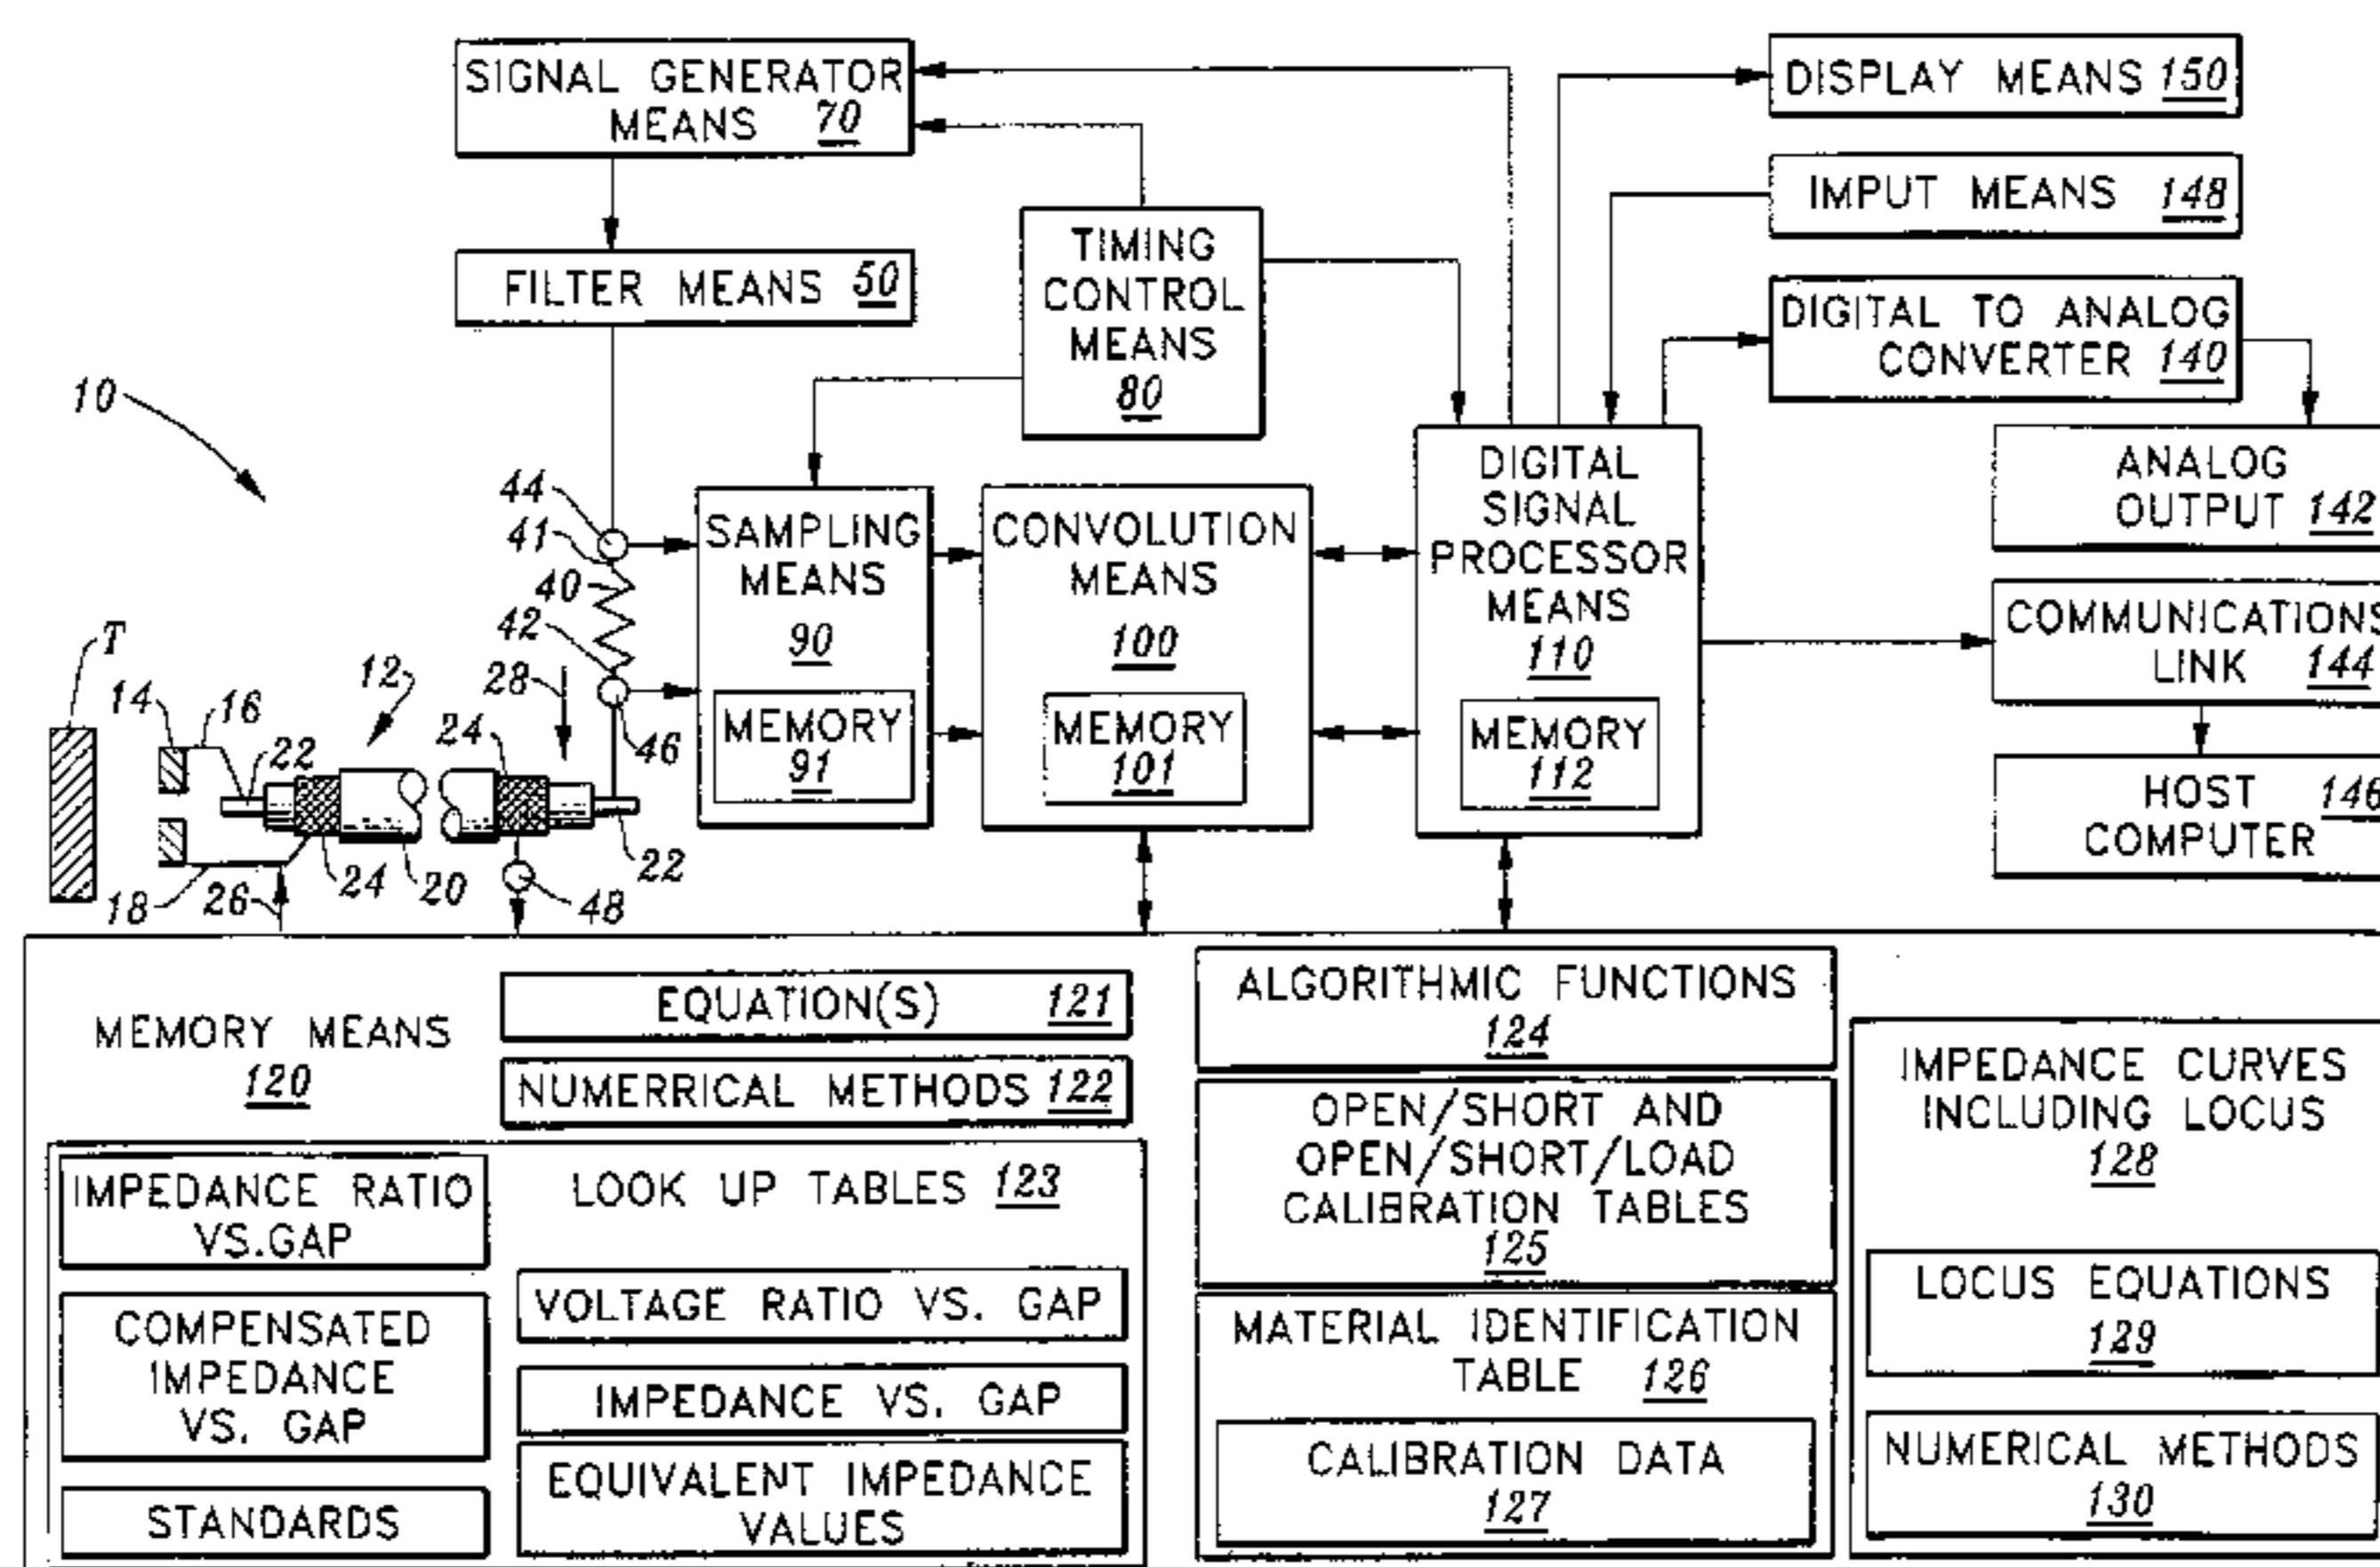 SIGNAL GENERATOR
MEANS 70
FILTER MEANS 50
TIMING
CONTROL
MEANS
80
DISPLAY MEANS 150
IMPUT MEANS 148
DIGITAL TO ANALOG
CONVERTER 140
ANALOG
OUTPUT 142
COMMUNICATIONS
LINK 144
HOST 146
COMPUTER
10
44
41
40
42
28
46
SAMPLING
MEANS
90
MEMORY
91
CONVOLUTION
MEANS
100
MEMORY
101
DIGITAL
SIGNAL
PROCESSOR
MEANS
110
MEMORY
112
T
14
16
12
22
24
18
26
24
20
48
22
MEMORY MEANS
120
EQUATION(S) 121
NUMERRICAL METHODS 122
LOOK UP TABLES 123
IMPEDANCE RATIO
VS.GAP
COMPENSATED
IMPEDANCE
VS. GAP
STANDARDS
VOLTAGE RATIO VS. GAP
IMPEDANCE VS. GAP
EQUIVALENT IMPEDANCE
VALUES
ALGORITHMIC FUNCTIONS
124
OPEN/SHORT AND
OPEN/SHORT/LOAD
CALIBRATION TABLES
125
MATERIAL IDENTIFICATION
TABLE 126
CALIBRATION DATA
127
IMPEDANCE CURVES
INCLUDING LOCUS
128
LOCUS EQUATIONS
129
NUMERICAL METHODS
130